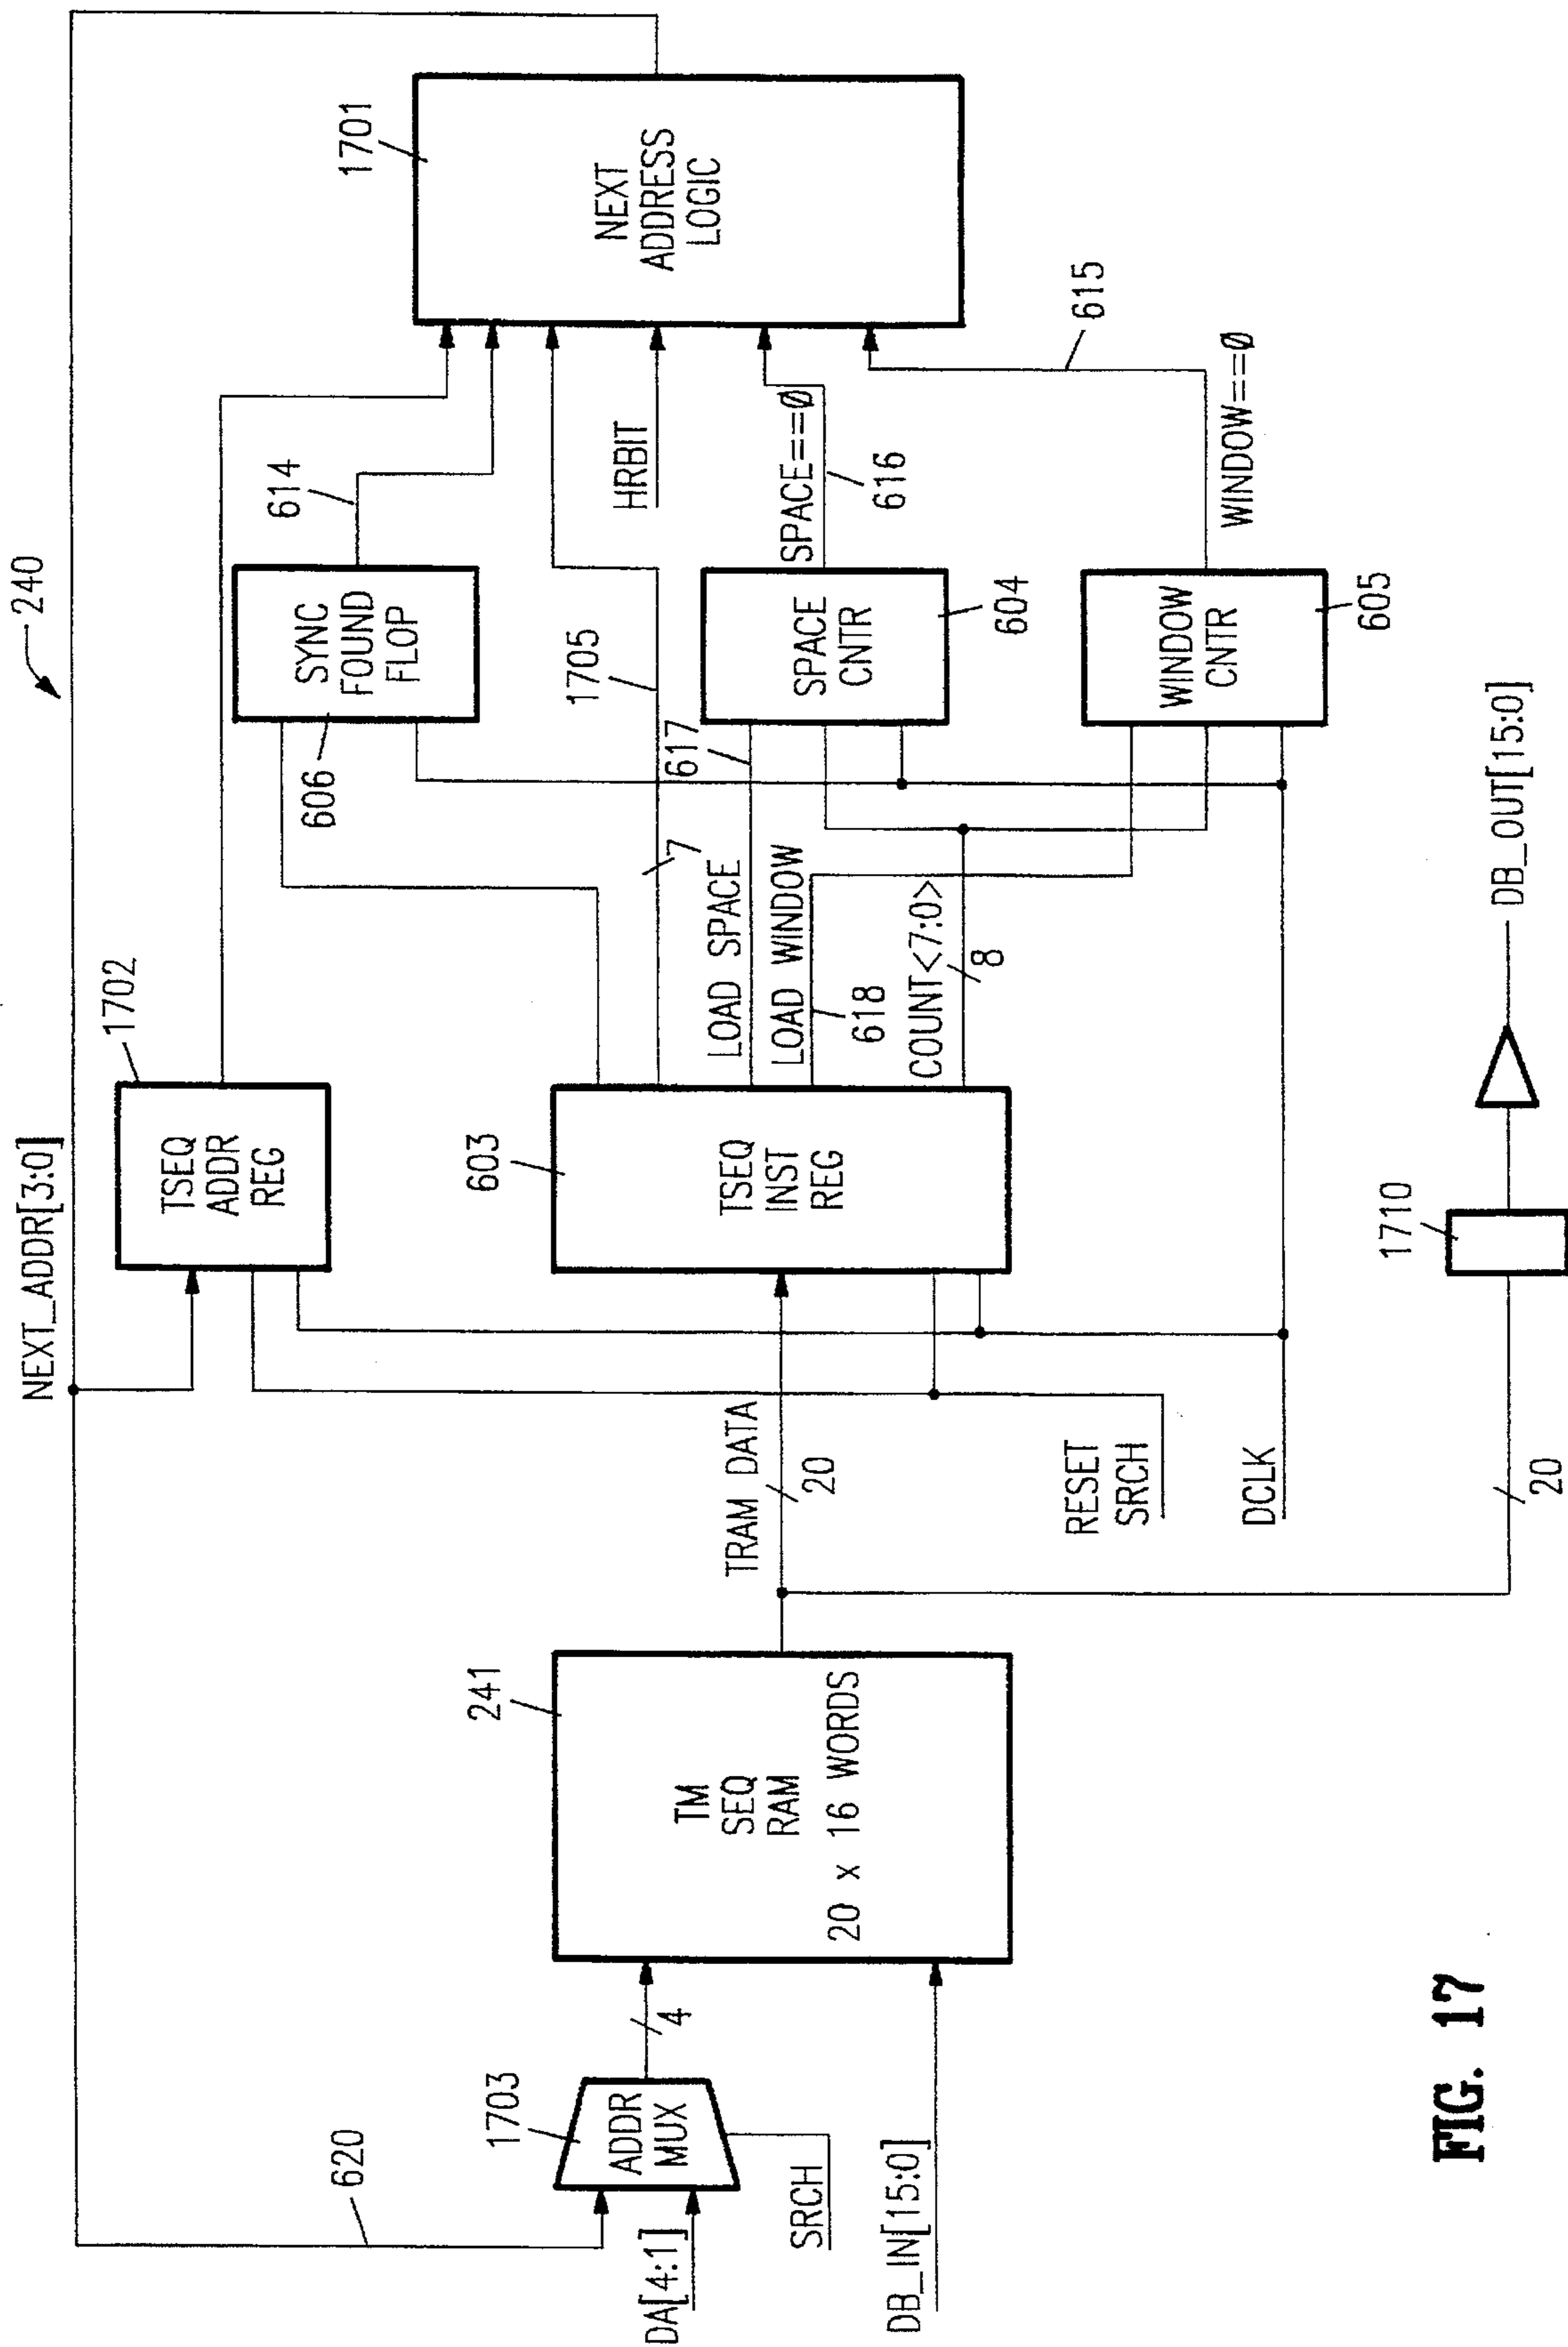 240
NEXT_ADDR[3:0]
620
1703
ADDR
MUX
DA[4:1]
SRCH
4
DB_IN[15:0]
241
TM
SEQ
RAM
20 x 16 WORDS
TRAM DATA
20
RESET
SRCH
DCLK
20
1702
TSEQ
ADDR
REG
603
TSEQ
INST
REG
606
SYNC
FOUND
FLOP
614
7
1705
LOAD SPACE
617
LOAD WINDOW
618
COUNT<7:0>
8
HRBIT
SPACE
CNTR
604
SPACE==Ø
616
WINDOW
CNTR
605
WINDOW==Ø
615
1701
NEXT
ADDRESS
LOGIC
1710
DB_OUT[15:0]
FIG. 17